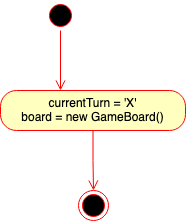 currentTurn = 'X'
board = new GameBoard()